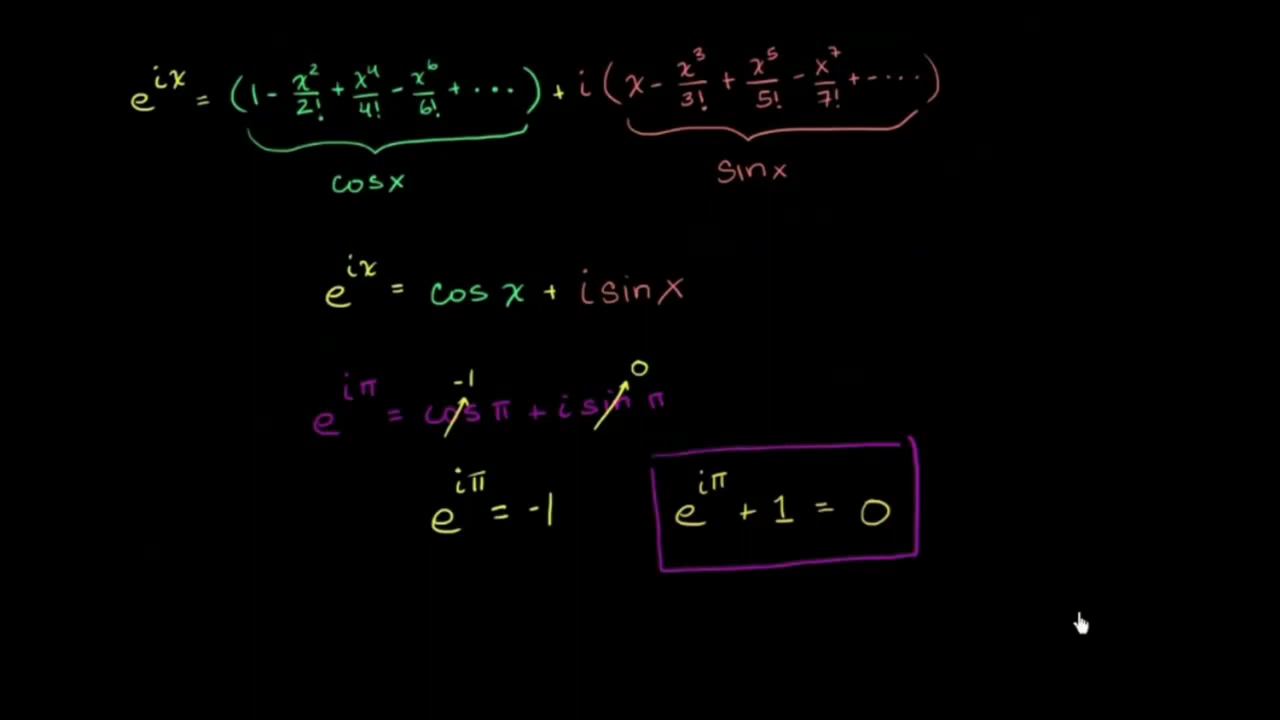 e^{ix} = (1 - x²/2! + x⁴/4! - x⁶/6! + ....) + i (x - x³/3! + x⁵/5! - x⁷/7! + - ....)
cos x sin x
e^{ix} = cos x + i sin x
-1 0
e^{iπ} = cos π + i sin π
e^{iπ} = -1 e^{iπ} + 1 = 0